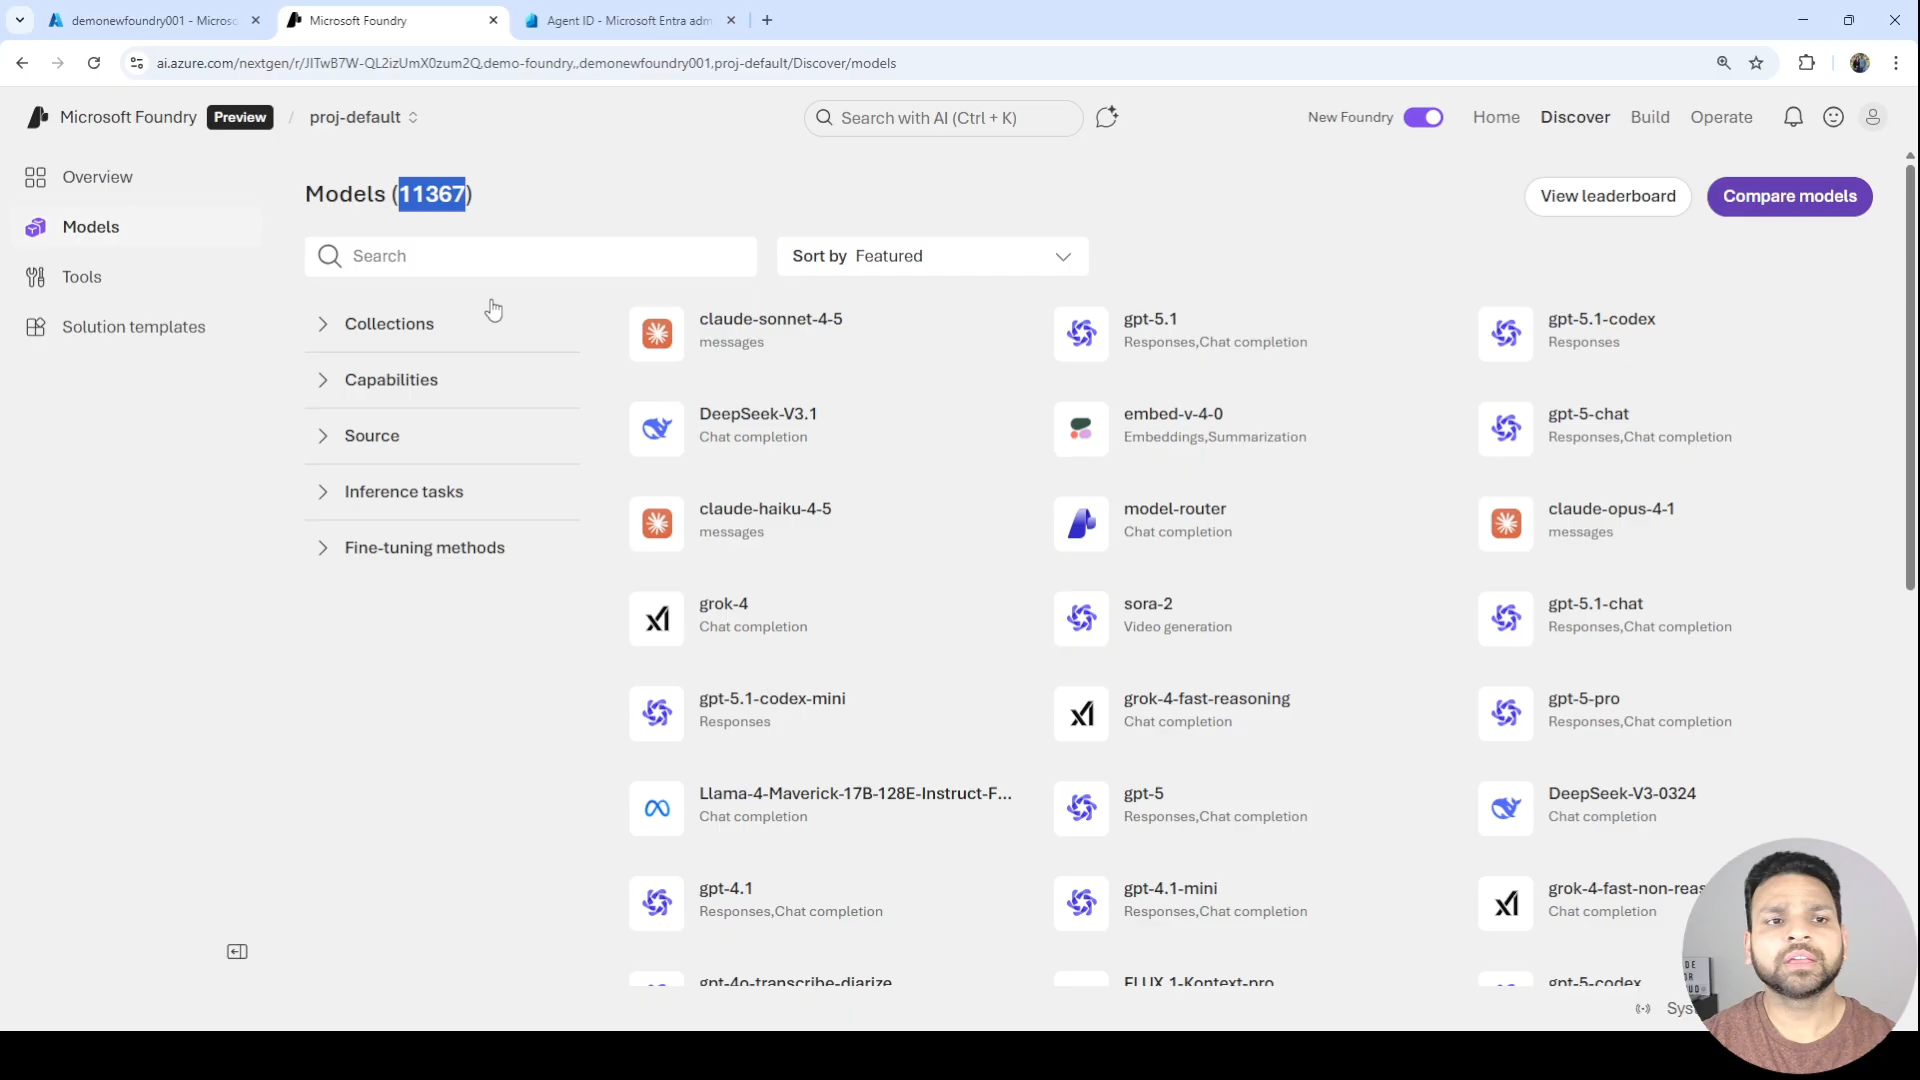 demonewfoundry001 - Microso
Microsoft Foundry
Agent ID - Microsoft Entra adm
ai.azure.com/nextgen/r/JITwB7W-QL2izUmX0zum2Q,demo-foundry,,demonewfoundry001,proj-default/Discover/models
Microsoft Foundry Preview / proj-default
Search with AI (Ctrl + K)
New Foundry Home Discover Build Operate
Overview
Models
Tools
Solution templates
Models (11367)
View leaderboard
Compare models
Search
Sort by Featured
Collections
Capabilities
Source
Inference tasks
Fine-tuning methods
claude-sonnet-4-5
messages
gpt-5.1
Responses,Chat completion
gpt-5.1-codex
Responses
DeepSeek-V3.1
Chat completion
embed-v-4-0
Embeddings,Summarization
gpt-5-chat
Responses,Chat completion
claude-haiku-4-5
messages
model-router
Chat completion
claude-opus-4-1
messages
grok-4
Chat completion
sora-2
Video generation
gpt-5.1-chat
Responses,Chat completion
gpt-5.1-codex-mini
Responses
grok-4-fast-reasoning
Chat completion
gpt-5-pro
Responses,Chat completion
Llama-4-Maverick-17B-128E-Instruct-F...
Chat completion
gpt-5
Responses,Chat completion
DeepSeek-V3-0324
Chat completion
gpt-4.1
Responses,Chat completion
gpt-4.1-mini
Responses,Chat completion
grok-4-fast-non-reas
Chat completion
gpt-4o-transcribe-diarize
FLUX.1-Kontext-pro
gpt-5-codex
Syst